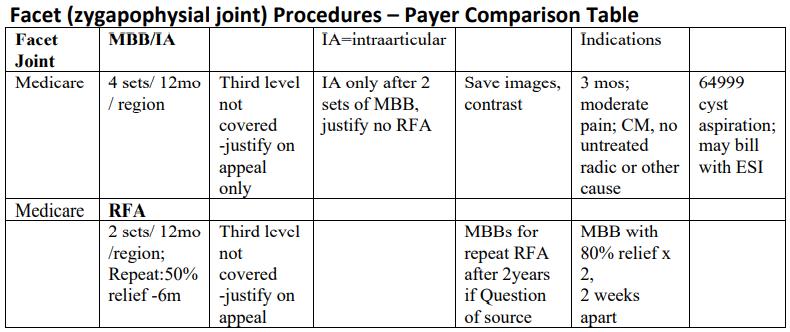 Facet (zygapophysial joint) Procedures – Payer Comparison Table
Facet
Joint
MBB/IA
IA=intraarticular
Indications
Medicare
4 sets/ 12mo
/ region
Third level
not
covered
-justify on
appeal
only
IA only after 2
sets of MBB,
justify no RFA
Save images,
contrast
3 mos;
moderate
pain; CM, no
untreated
radic or other
cause
64999
cyst
aspiration;
may bill
with ESI
Medicare
RFA
2 sets/ 12mo
/region;
Repeat:50%
relief -6m
Third level
not
covered
-justify on
appeal
MBBs for
repeat RFA
after 2years
if Question
of source
MBB with
80% relief x
2,
2 weeks
apart